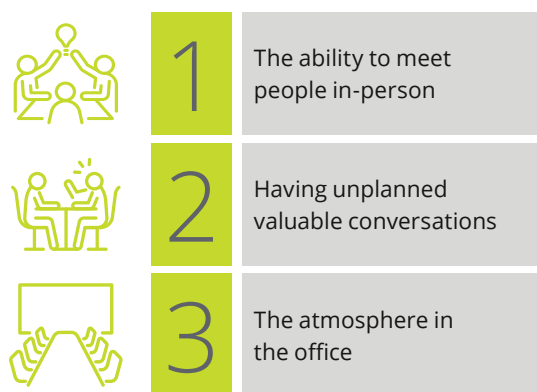 1
The ability to meet
people in-person
2
Having unplanned
valuable conversations
3
The atmosphere in
the office